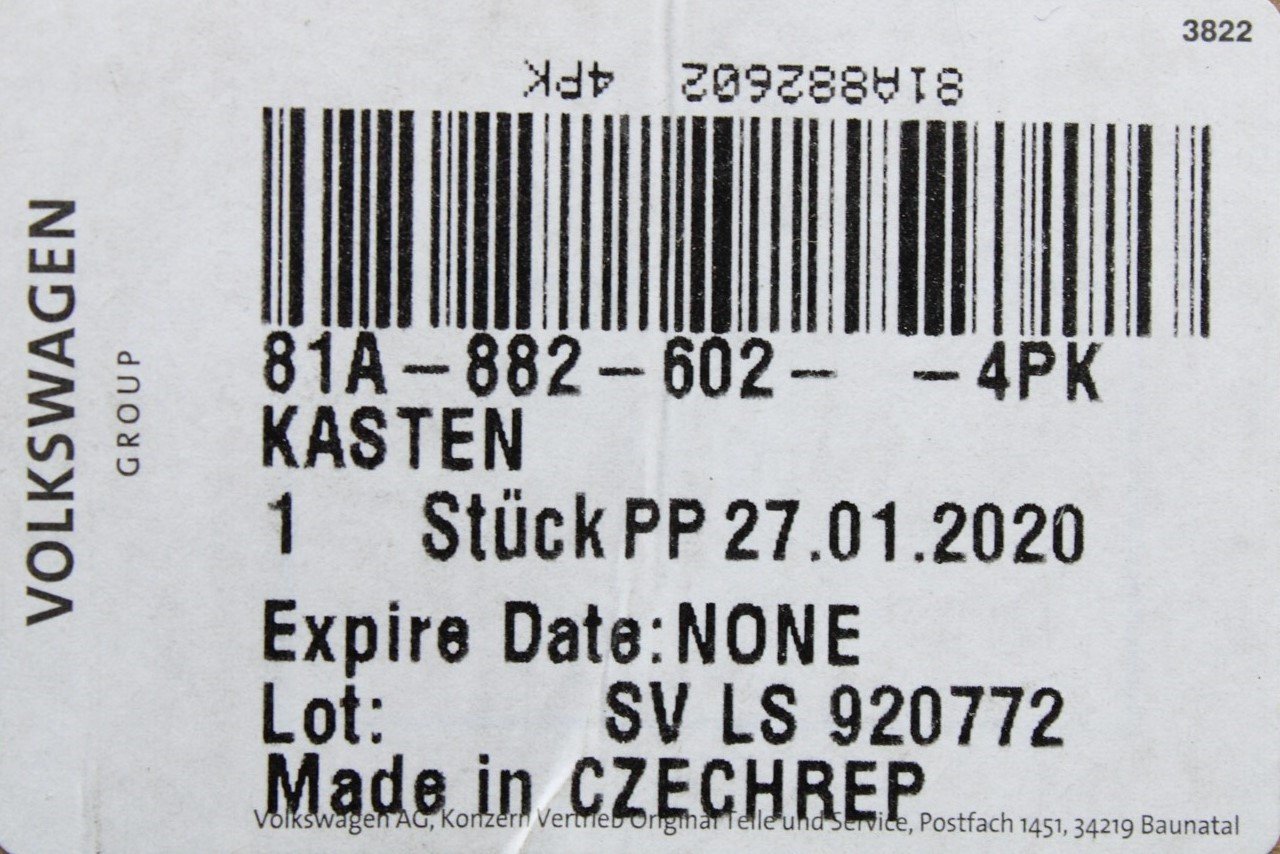 3822
81A882602 4PK
81A-882-602- -4PK
KASTEN
1 Stück PP 27.01.2020
Expire Date:NONE
Lot: SV LS 920772
Made in CZECHREP
Volkswagen AG, Konzern Vertrieb Original Teile und Service, Postfach 1451, 34219 Baunatal
VOLKSWAGEN
GROUP